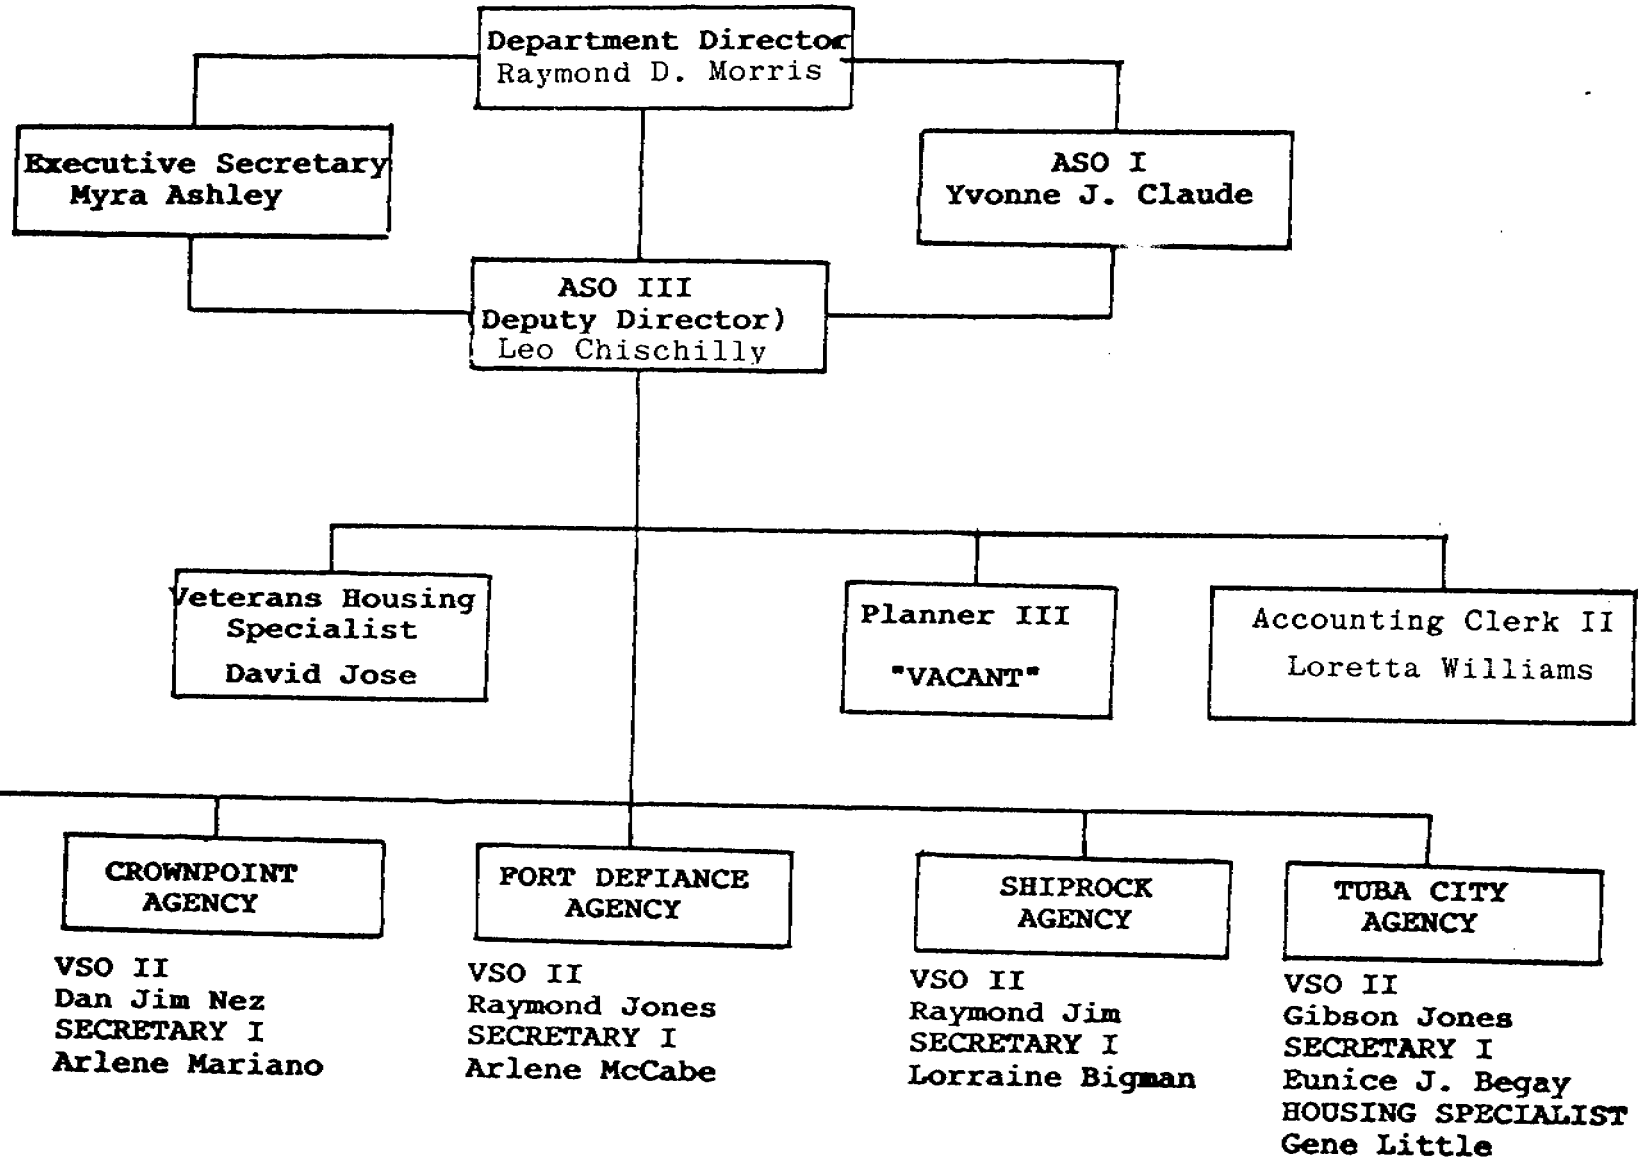 Department Director
Raymond D. Morris
Executive Secretary
Myra Ashley
ASO I
Yvonne J. Claude
ASO III
(Deputy Director)
Leo Chischilly
Veterans Housing
Specialist
David Jose
Planner III
"VACANT"
Accounting Clerk II
Loretta Williams
CROWNPOINT
AGENCY
VSO II
Dan Jim Nez
SECRETARY I
Arlene Mariano
FORT DEFIANCE
AGENCY
VSO II
Raymond Jones
SECRETARY I
Arlene McCabe
SHIPROCK
AGENCY
VSO II
Raymond Jim
SECRETARY I
Lorraine Bigman
TUBA CITY
AGENCY
VSO II
Gibson Jones
SECRETARY I
Eunice J. Begay
HOUSING SPECIALIST
Gene Little